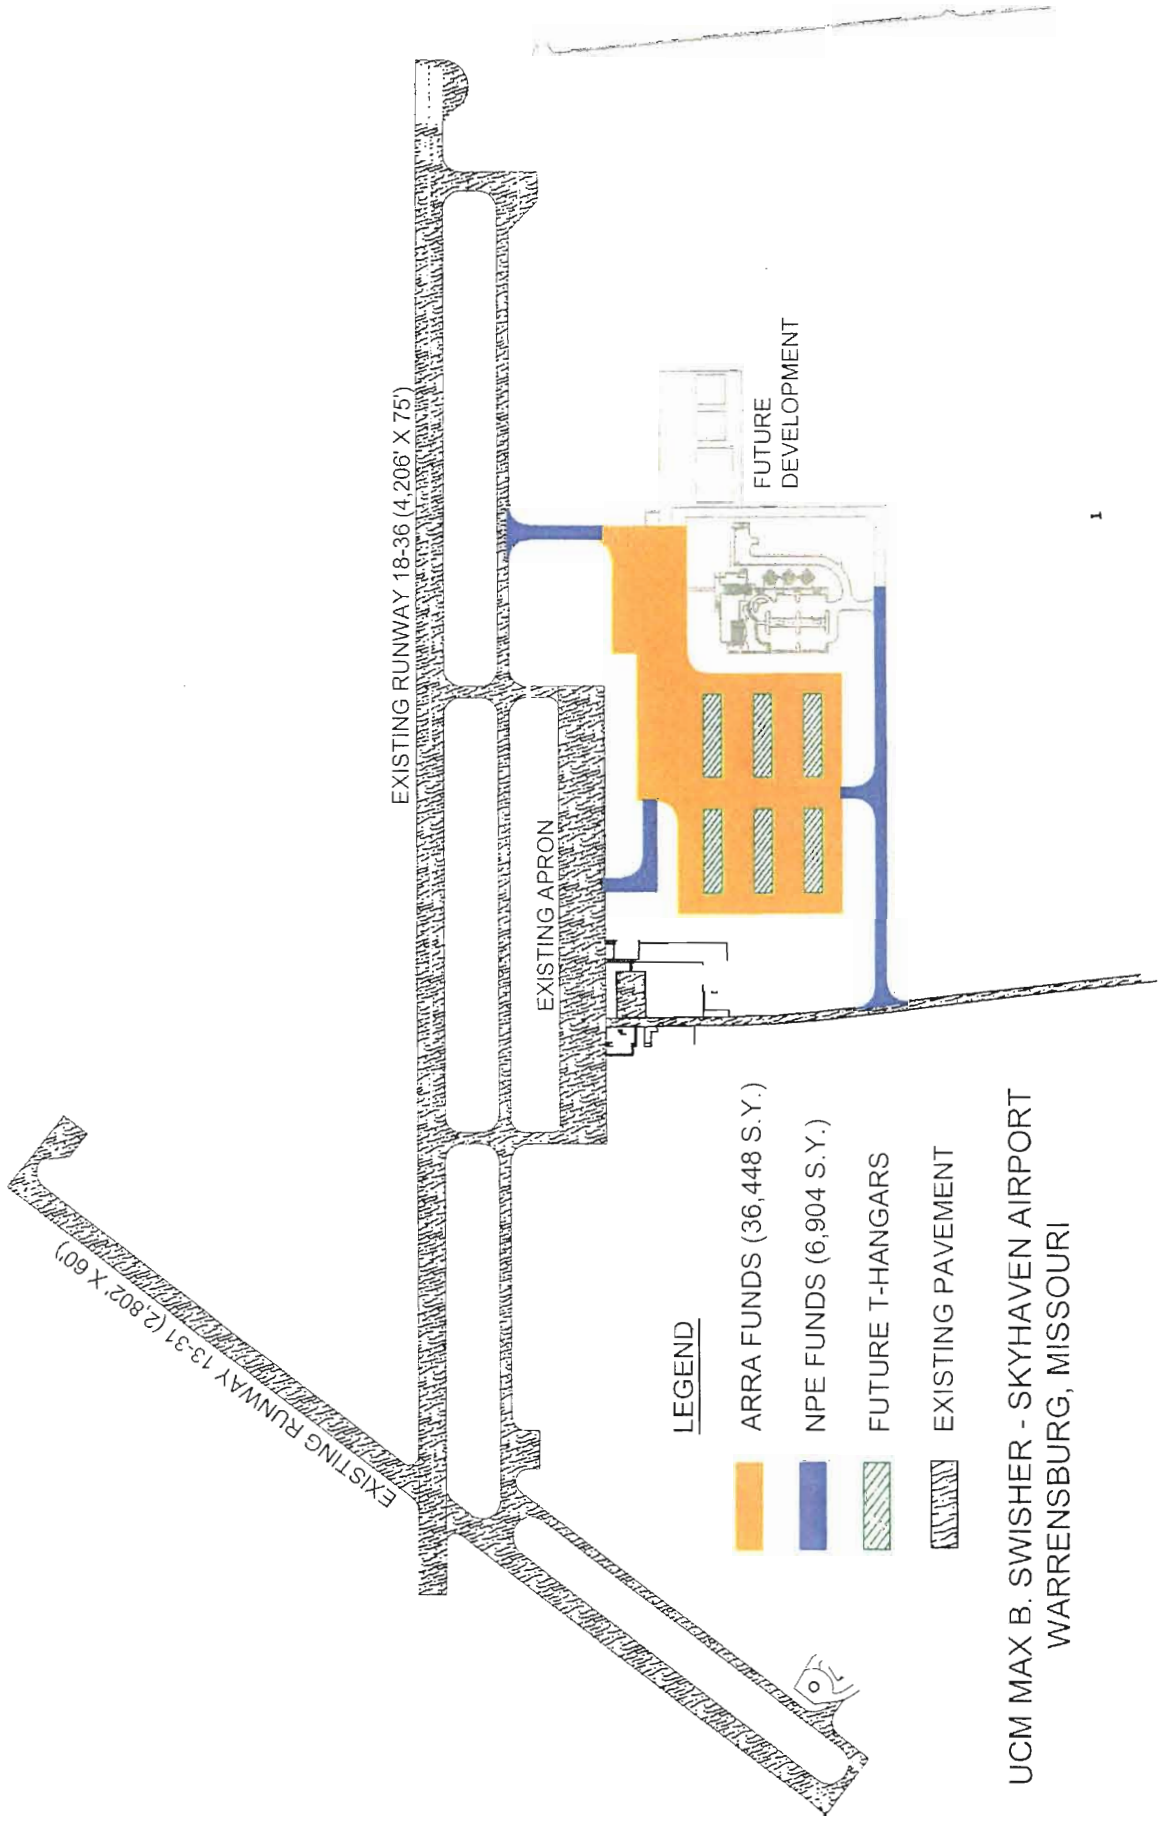 EXISTING RUNWAY 13-31 (2,802' X 60')
EXISTING RUNWAY 18-36 (4,206' X 75')
EXISTING APRON
FUTURE
DEVELOPMENT
LEGEND
ARRA FUNDS (36,448 S.Y.)
NPE FUNDS (6,904 S.Y.)
FUTURE T-HANGARS
EXISTING PAVEMENT
UCM MAX B. SWISHER - SKYHAVEN AIRPORT
WARRENSBURG, MISSOURI
1